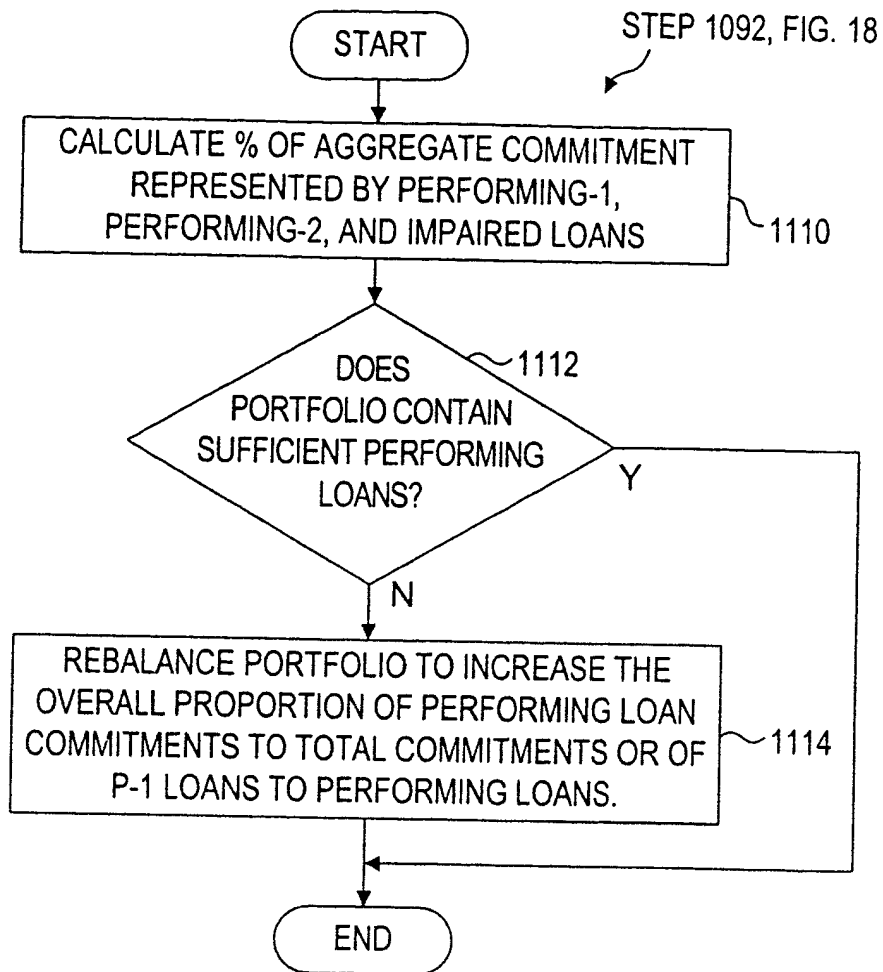 STEP 1092, FIG. 18
START
CALCULATE % OF AGGREGATE COMMITMENT
REPRESENTED BY PERFORMING-1,
PERFORMING-2, AND IMPAIRED LOANS
1110
1112
DOES
PORTFOLIO CONTAIN
SUFFICIENT PERFORMING
LOANS?
Y
N
REBALANCE PORTFOLIO TO INCREASE THE
OVERALL PROPORTION OF PERFORMING LOAN
COMMITMENTS TO TOTAL COMMITMENTS OR OF
P-1 LOANS TO PERFORMING LOANS.
1114
END